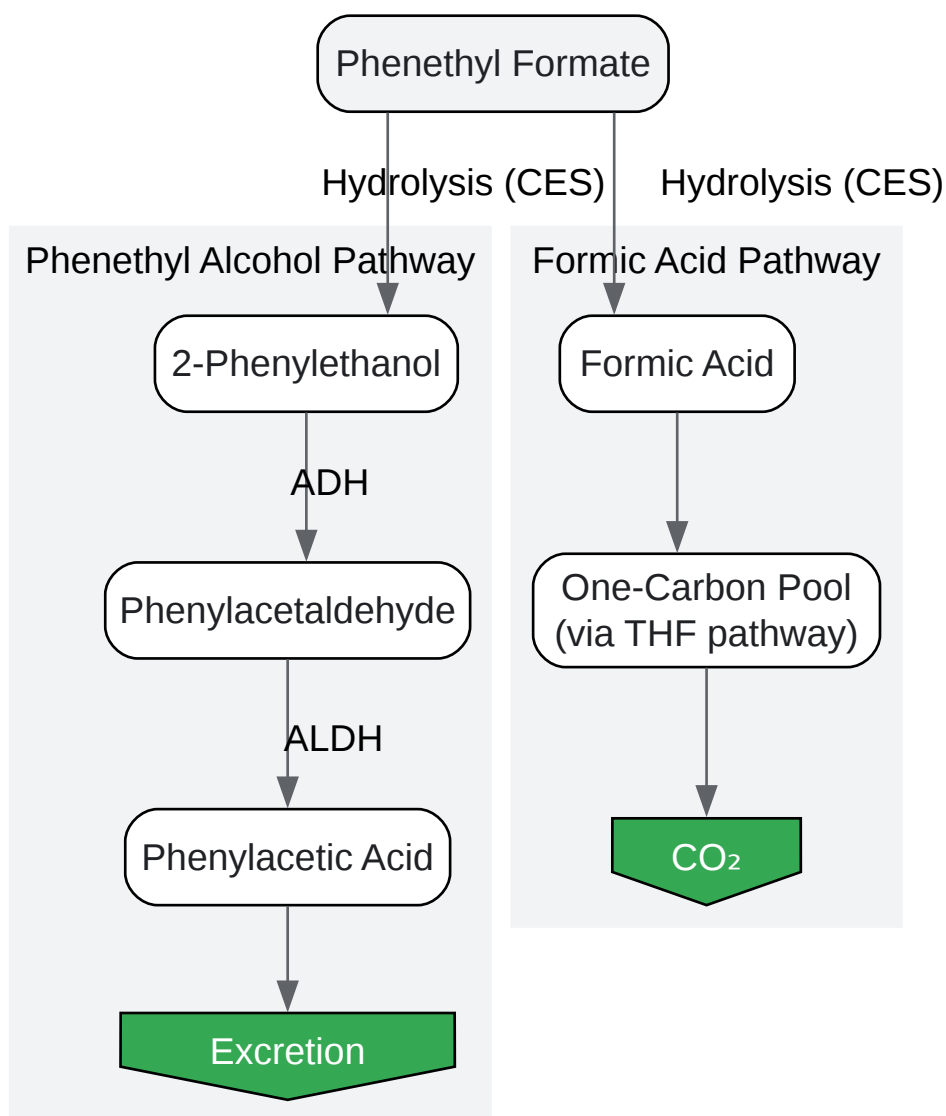 Phenethyl Formate
Hydrolysis (CES)
Hydrolysis (CES)
Phenethyl Alcohol Pathway
Formic Acid Pathway
2-Phenylethanol
Formic Acid
ADH
Phenylacetaldehyde
One-Carbon Pool
(via THF pathway)
ALDH
Phenylacetic Acid
CO₂
Excretion